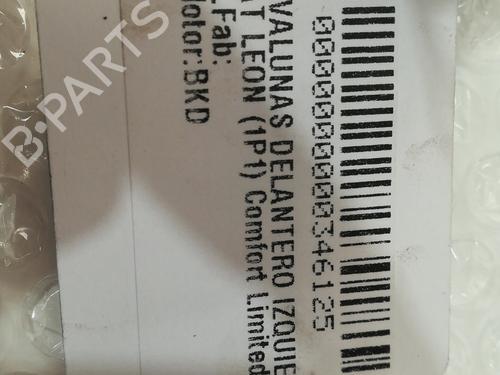 0000000000346125
VALUNAS DELANTERO IZQUIE
AT LEON (1P1) Comfort Limited
Fab:
Motor:BKD
B-PARTS